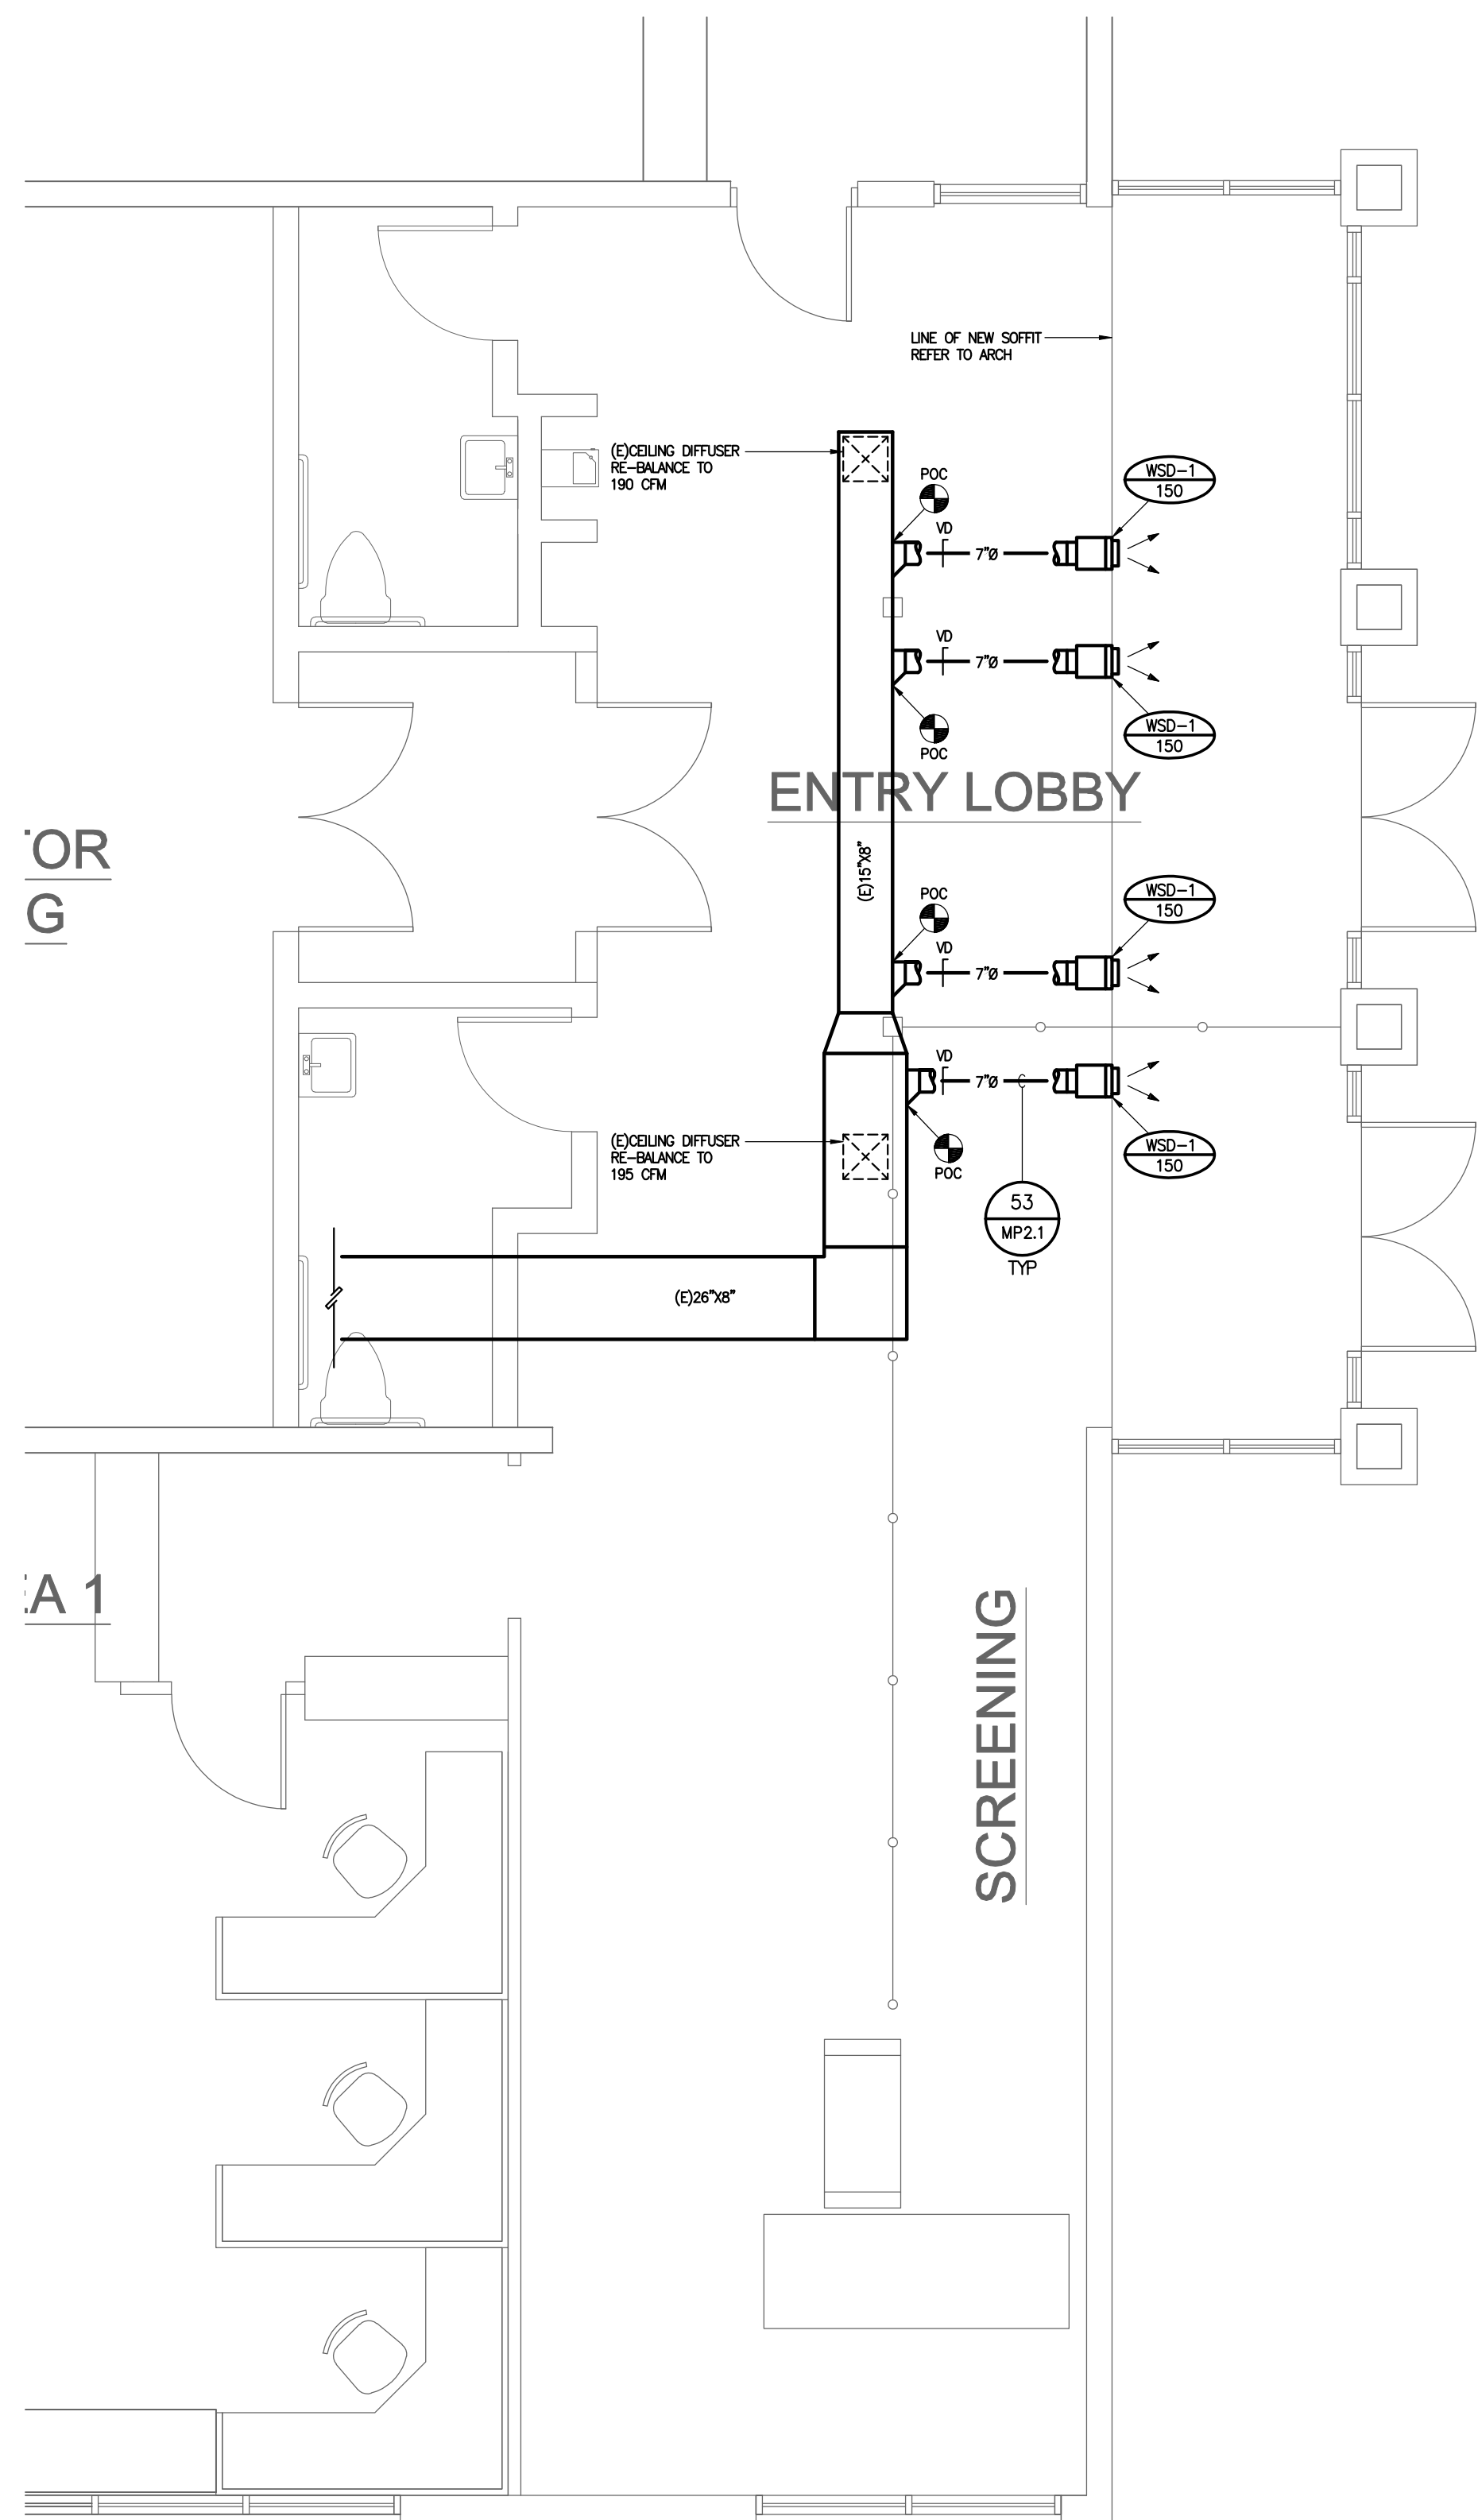 LINE OF NEW SOFFIT
REFER TO ARCH
(E)CEILING DIFFUSER
RE-BALANCE TO
190 CFM
POC
WSD-1
150
VD
7"Ø
VD
7"Ø
POC
WSD-1
150
ENTRY LOBBY
(E)15"X8"
OR
G
POC
WSD-1
150
VD
7"Ø
VD
7"Ø
(E)CEILING DIFFUSER
RE-BALANCE TO
195 CFM
POC
WSD-1
150
53
MP2.1
TYP
(E)26"X8"
A 1
SCREENING